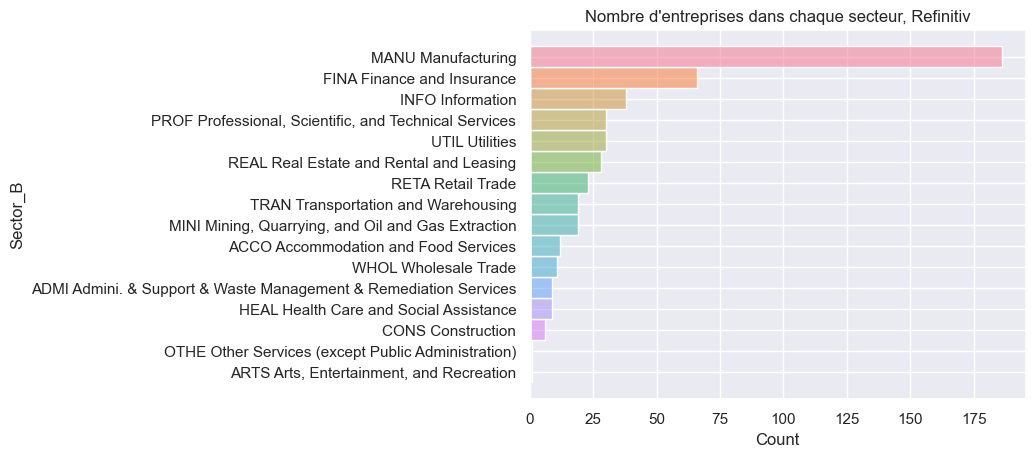 Nombre d'entreprises dans chaque secteur, Refinitiv
Sector_B
MANU Manufacturing
FINA Finance and Insurance
INFO Information
PROF Professional, Scientific, and Technical Services
UTIL Utilities
REAL Real Estate and Rental and Leasing
RETA Retail Trade
TRAN Transportation and Warehousing
MINI Mining, Quarrying, and Oil and Gas Extraction
ACCO Accommodation and Food Services
WHOL Wholesale Trade
ADMI Admini. & Support & Waste Management & Remediation Services
HEAL Health Care and Social Assistance
CONS Construction
OTHE Other Services (except Public Administration)
ARTS Arts, Entertainment, and Recreation
0 25 50 75 100 125 150 175
Count